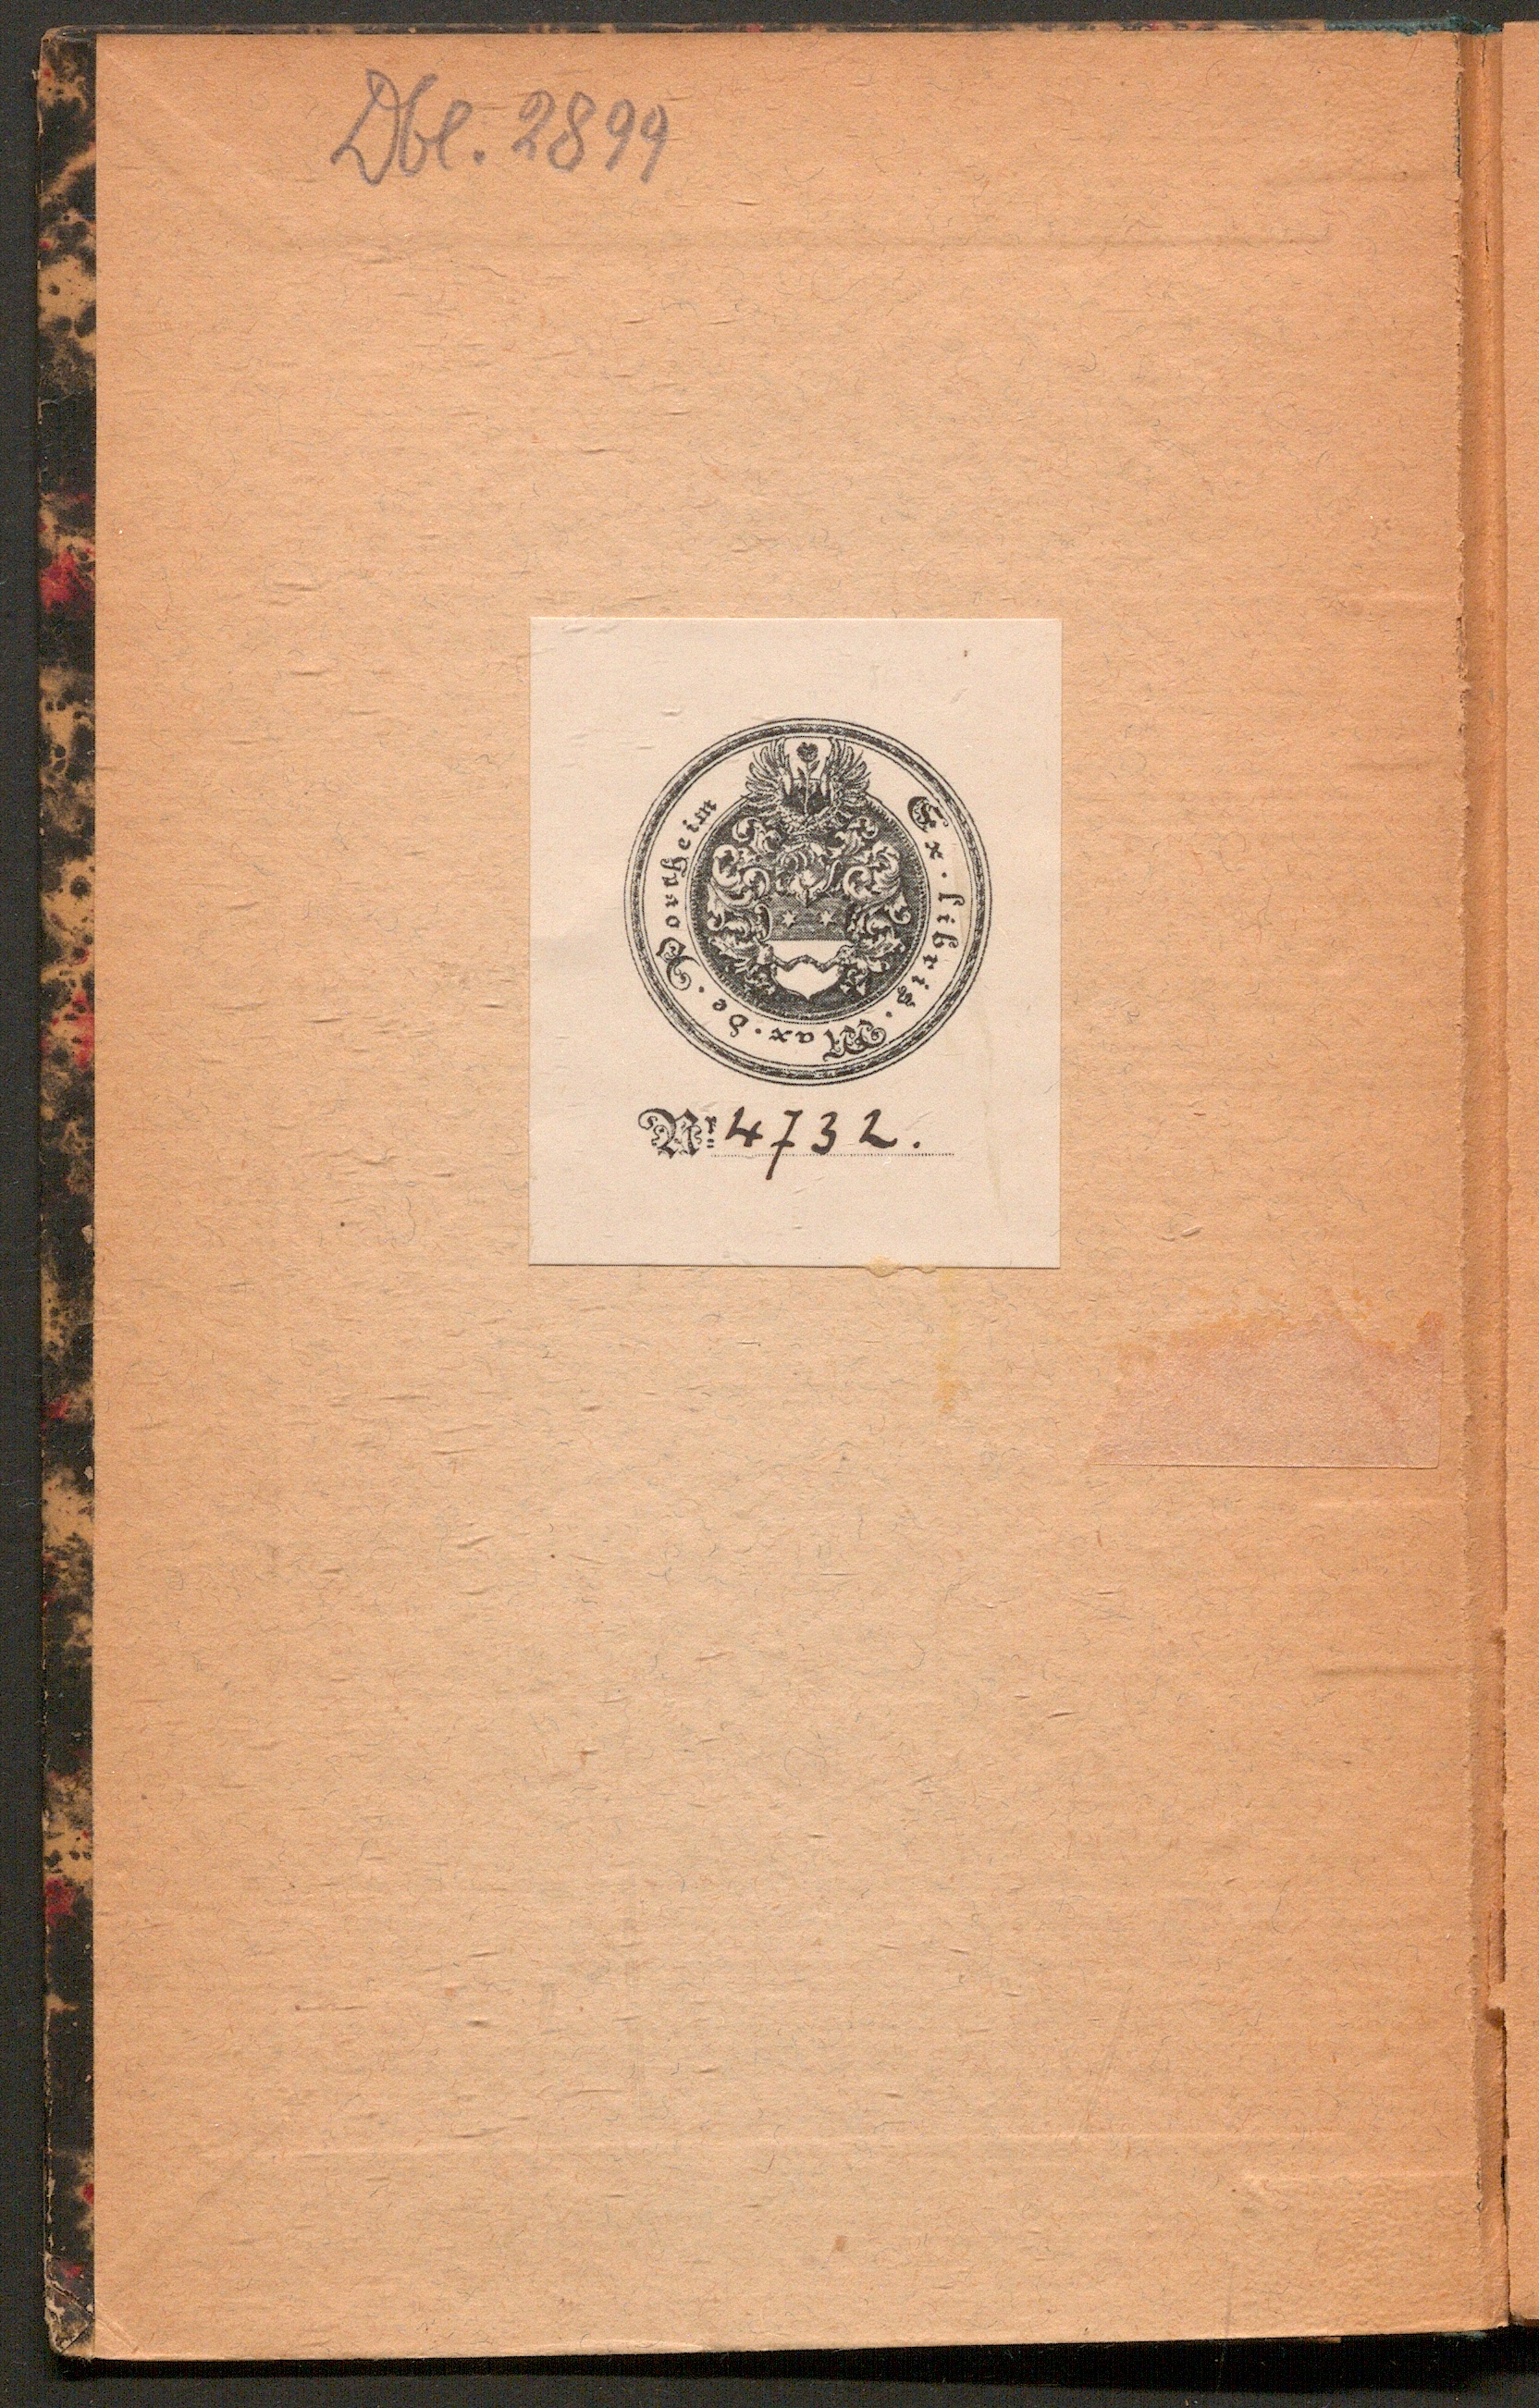 Dbl. 2899
Ex · libris · Max · de · Portheim
Nr: 4732.